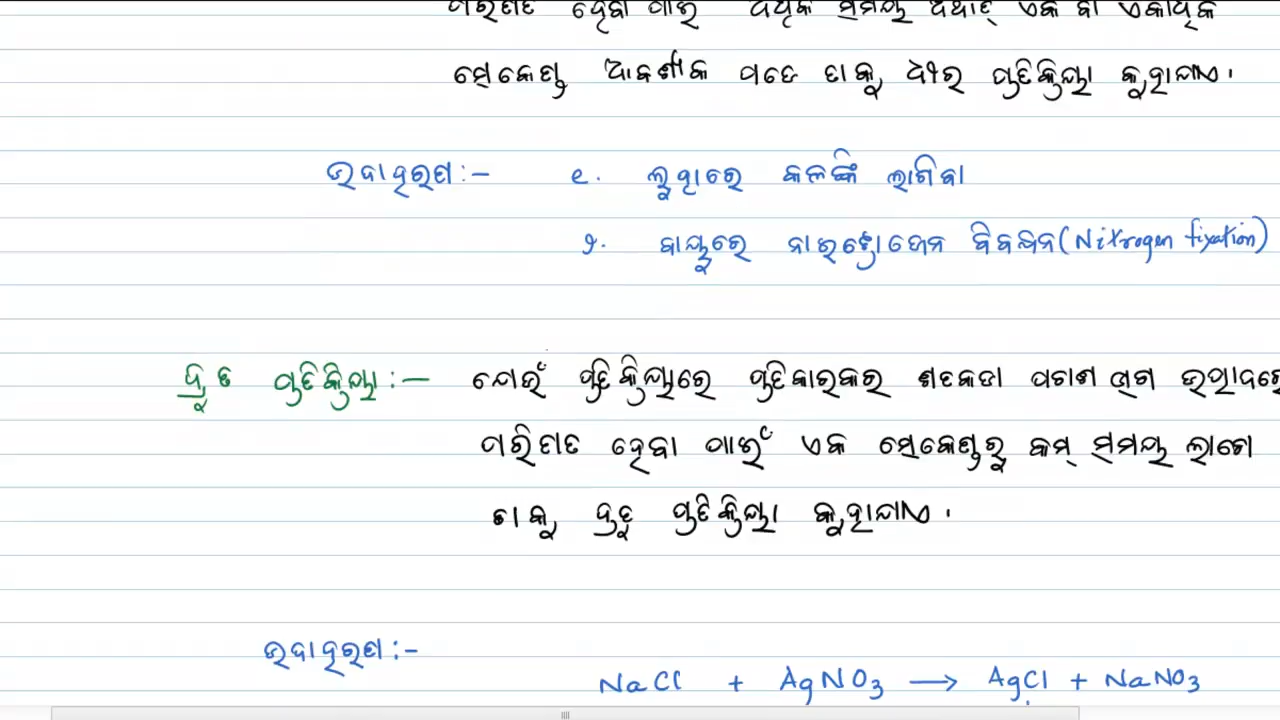 ପରିଣତ ହେବା ପାଇଁ ଅଧିକ ସମୟ ଅର୍ଥାତ୍ ଏକ ବା ଏକାଧିକ
ସେକେଣ୍ଡ ଆବଶ୍ୟକ ପଡେ ତାକୁ ଧୀର ପ୍ରତିକ୍ରିୟା କୁହାଯାଏ ।
ଉଦାହରଣ :- ୧. ଲୁହାରେ କଳଙ୍କି ଲାଗିବା
୨. ବାୟୁରେ ନାଇଟ୍ରୋଜେନ ବିବନ୍ଧନ (Nitrogen fixation)
ଦ୍ରୁତ ପ୍ରତିକ୍ରିୟା :- ଯେଉଁ ପ୍ରତିକ୍ରିୟାରେ ପ୍ରତିକାରକର ଶତକଡା ପଚାଶ ଭାଗ ଉତ୍ପାଦରେ
ପରିଣତ ହେବା ପାଇଁ ଏକ ସେକେଣ୍ଡରୁ କମ୍ ସମୟ ଲାଗେ
ତାକୁ ଦ୍ରୁତ ପ୍ରତିକ୍ରିୟା କୁହାଯାଏ ।
ଉଦାହରଣ :-
NaCl + AgNO3 → AgCl + NaNO3